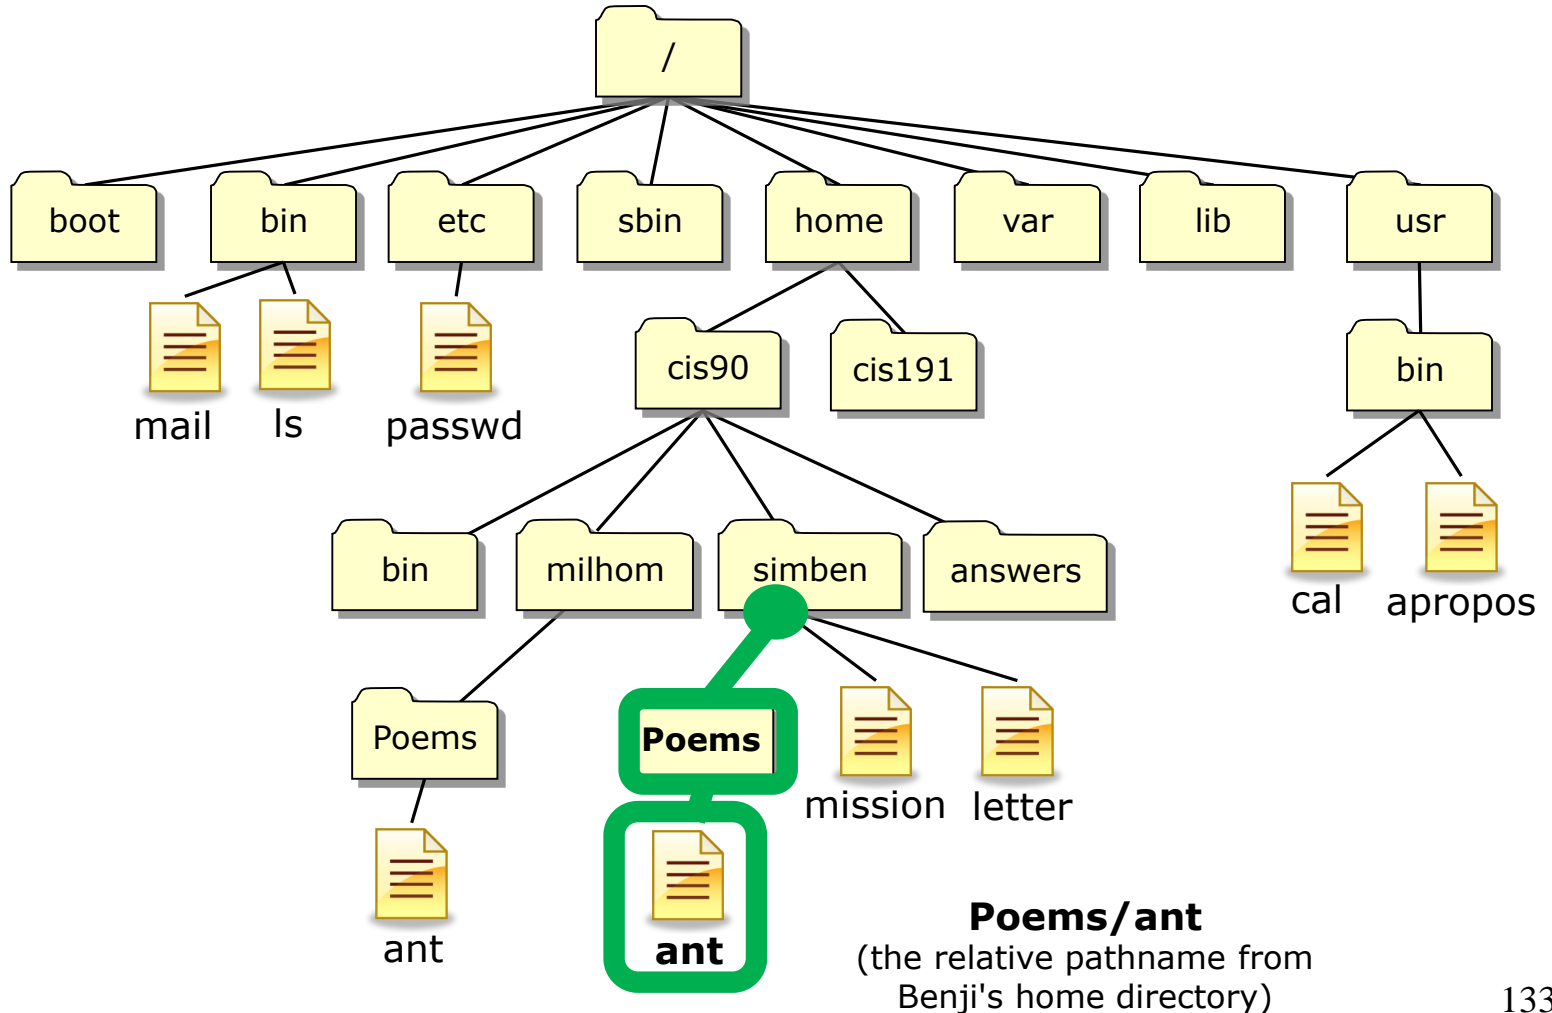 /
boot
bin
etc
sbin
home
var
lib
usr
mail
ls
passwd
cis90
cis191
bin
cal
apropos
bin
milhom
simben
answers
Poems
Poems
mission
letter
ant
ant
Poems/ant
(the relative pathname from
Benji's home directory)
133